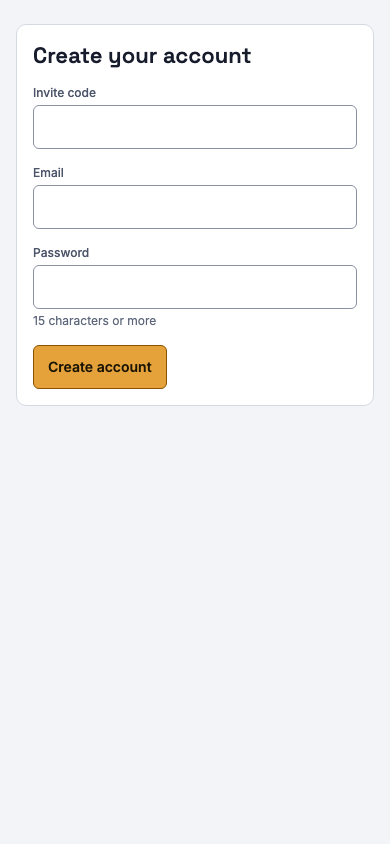 Create your account
Invite code
Email
Password
15 characters or more
Create account